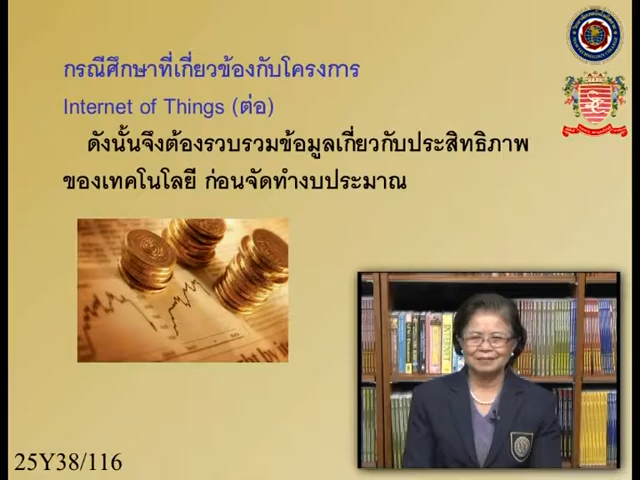 กรณีศึกษาที่เกี่ยวข้องกับโครงการ
Internet of Things (ต่อ)
ดังนั้นจึงต้องรวบรวมข้อมูลเกี่ยวกับประสิทธิภาพ
ของเทคโนโลยี ก่อนจัดทำงบประมาณ
25Y38/116